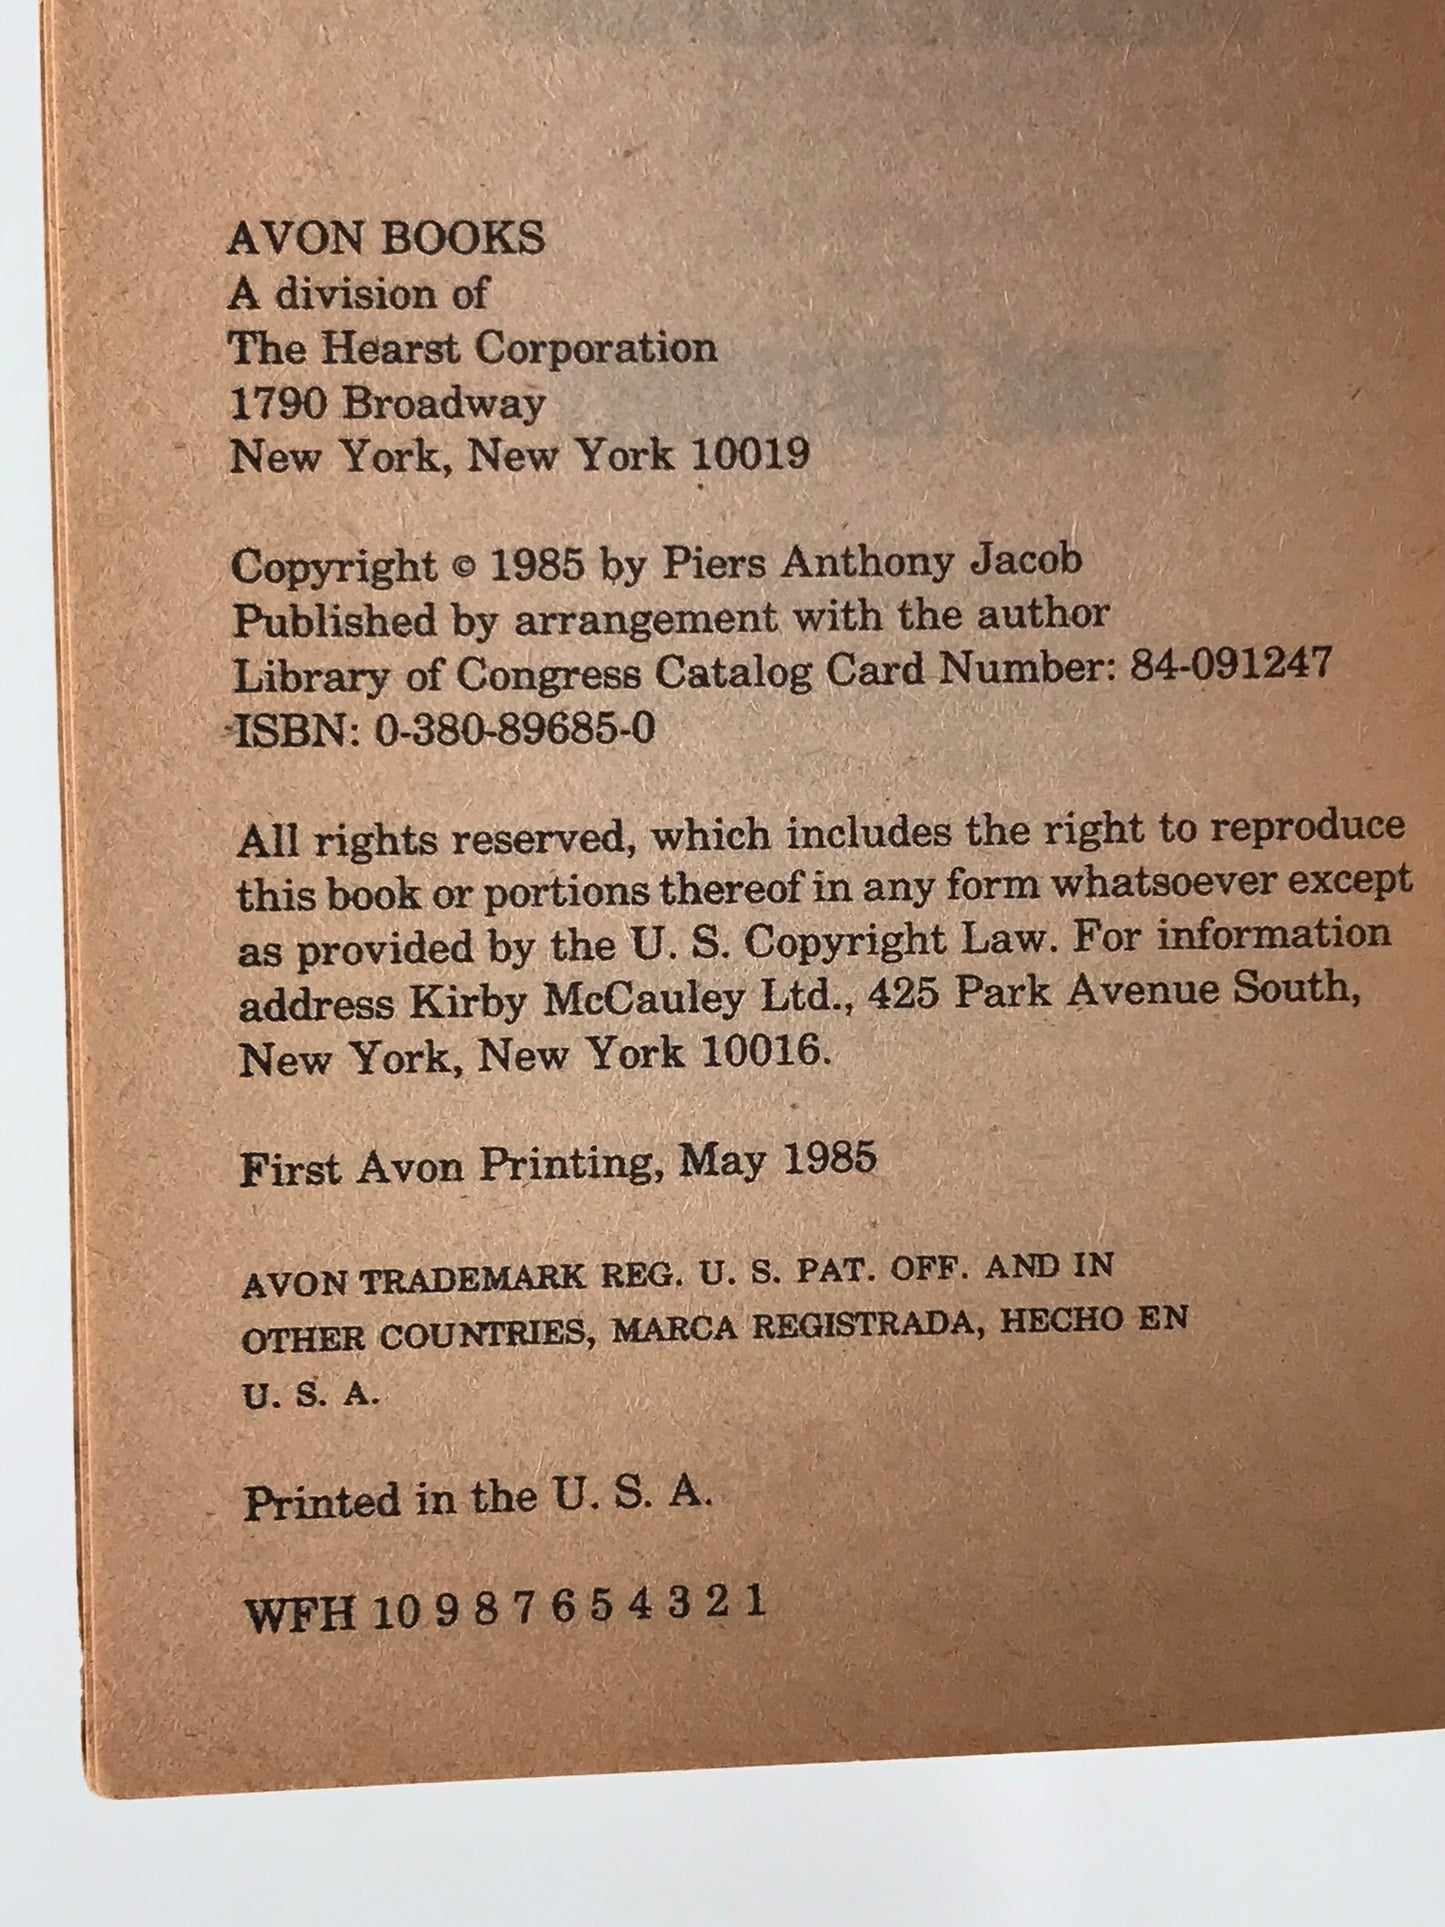 AVON BOOKS
A division of
The Hearst Corporation
1790 Broadway
New York, New York 10019
Copyright © 1985 by Piers Anthony Jacob
Published by arrangement with the author
Library of Congress Catalog Card Number: 84-091247
ISBN: 0-380-89685-0
All rights reserved, which includes the right to reproduce
this book or portions thereof in any form whatsoever except
as provided by the U. S. Copyright Law. For information
address Kirby McCauley Ltd., 425 Park Avenue South,
New York, New York 10016.
First Avon Printing, May 1985
AVON TRADEMARK REG. U. S. PAT. OFF. AND IN
OTHER COUNTRIES, MARCA REGISTRADA, HECHO EN
U. S. A.
Printed in the U. S. A.
WFH 10 9 8 7 6 5 4 3 2 1